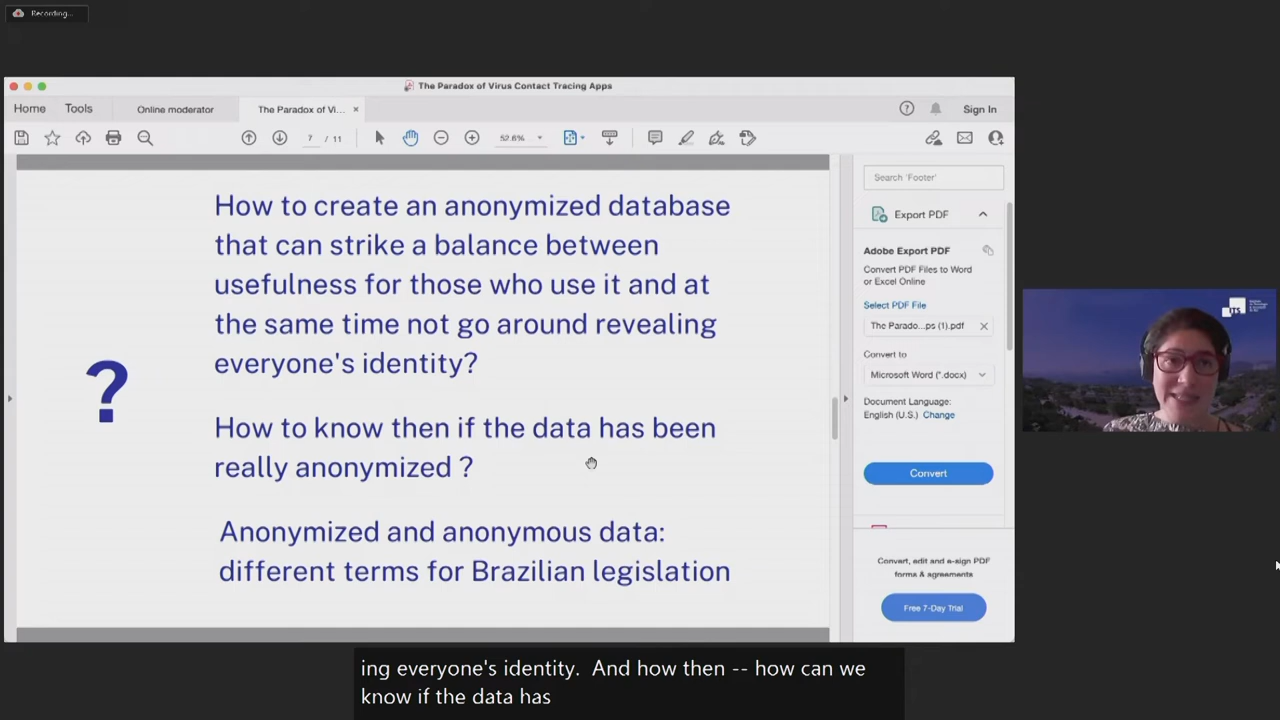 Recording...
The Paradox of Virus Contact Tracing Apps
Home
Tools
Online moderator
The Paradox of Vi...
Sign In
7 / 11
52.6%
How to create an anonymized database
that can strike a balance between
usefulness for those who use it and at
the same time not go around revealing
everyone's identity?
?
How to know then if the data has been
really anonymized ?
Anonymized and anonymous data:
different terms for Brazilian legislation
Search 'Footer'
Export PDF
Adobe Export PDF
Convert PDF Files to Word
or Excel Online
Select PDF File
The Parado...ps (1).pdf
Convert to
Microsoft Word (*.docx)
Document Language:
English (U.S.) Change
Convert
Convert, edit and e-sign PDF
forms & agreements
Free 7-Day Trial
ITS
ing everyone's identity. And how then -- how can we
know if the data has